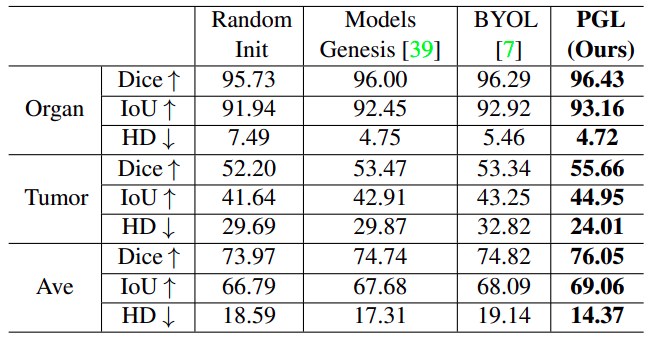 Random Init Models Genesis [39] BYOL [7] PGL (Ours)
Organ Dice ↑ 95.73 96.00 96.29 96.43
IoU ↑ 91.94 92.45 92.92 93.16
HD ↓ 7.49 4.75 5.46 4.72
Tumor Dice ↑ 52.20 53.47 53.34 55.66
IoU ↑ 41.64 42.91 43.25 44.95
HD ↓ 29.69 29.87 32.82 24.01
Ave Dice ↑ 73.97 74.74 74.82 76.05
IoU ↑ 66.79 67.68 68.09 69.06
HD ↓ 18.59 17.31 19.14 14.37